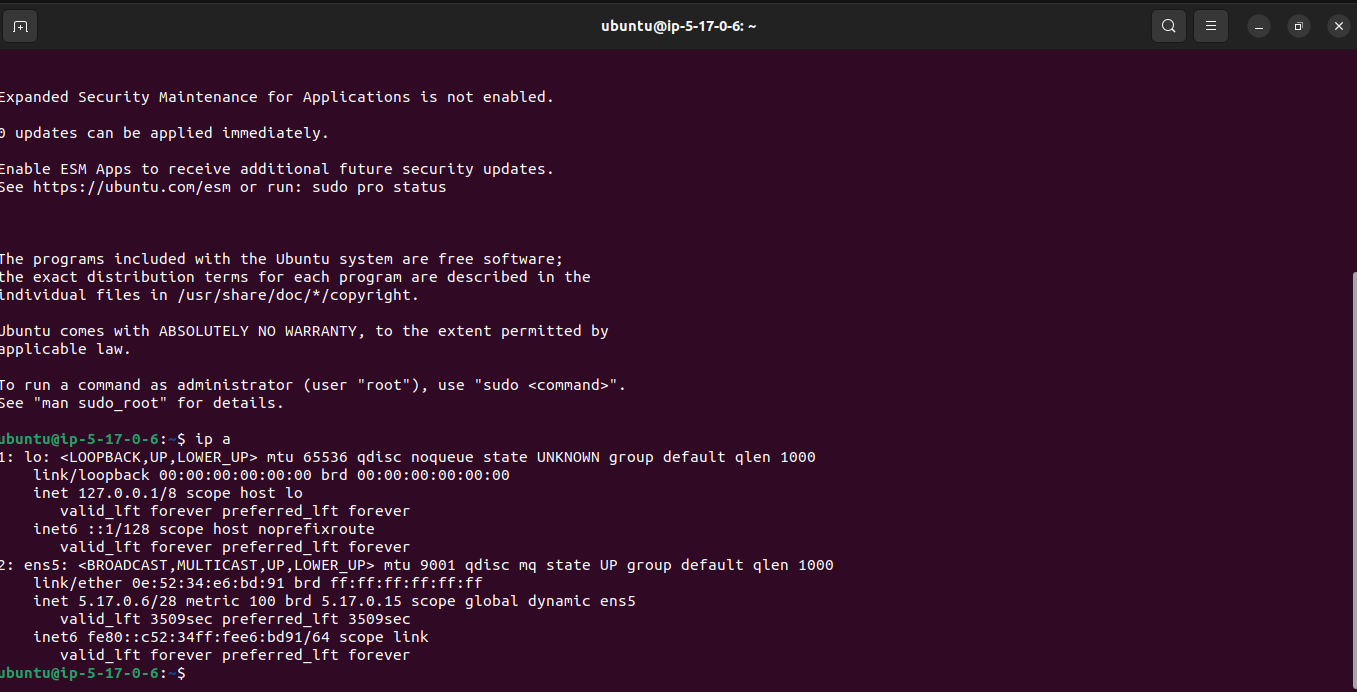 ubuntu@ip-5-17-0-6: ~
Expanded Security Maintenance for Applications is not enabled.
0 updates can be applied immediately.
Enable ESM Apps to receive additional future security updates.
See https://ubuntu.com/esm or run: sudo pro status
The programs included with the Ubuntu system are free software;
the exact distribution terms for each program are described in the
individual files in /usr/share/doc/*/copyright.
Ubuntu comes with ABSOLUTELY NO WARRANTY, to the extent permitted by
applicable law.
To run a command as administrator (user "root"), use "sudo <command>".
See "man sudo_root" for details.
ubuntu@ip-5-17-0-6:~$ ip a
1: lo: <LOOPBACK,UP,LOWER_UP> mtu 65536 qdisc noqueue state UNKNOWN group default qlen 1000
    link/loopback 00:00:00:00:00:00 brd 00:00:00:00:00:00
    inet 127.0.0.1/8 scope host lo
       valid_lft forever preferred_lft forever
    inet6 ::1/128 scope host noprefixroute
       valid_lft forever preferred_lft forever
2: ens5: <BROADCAST,MULTICAST,UP,LOWER_UP> mtu 9001 qdisc mq state UP group default qlen 1000
    link/ether 0e:52:34:e6:bd:91 brd ff:ff:ff:ff:ff:ff
    inet 5.17.0.6/28 metric 100 brd 5.17.0.15 scope global dynamic ens5
       valid_lft 3509sec preferred_lft 3509sec
    inet6 fe80::c52:34ff:fee6:bd91/64 scope link
       valid_lft forever preferred_lft forever
ubuntu@ip-5-17-0-6:~$